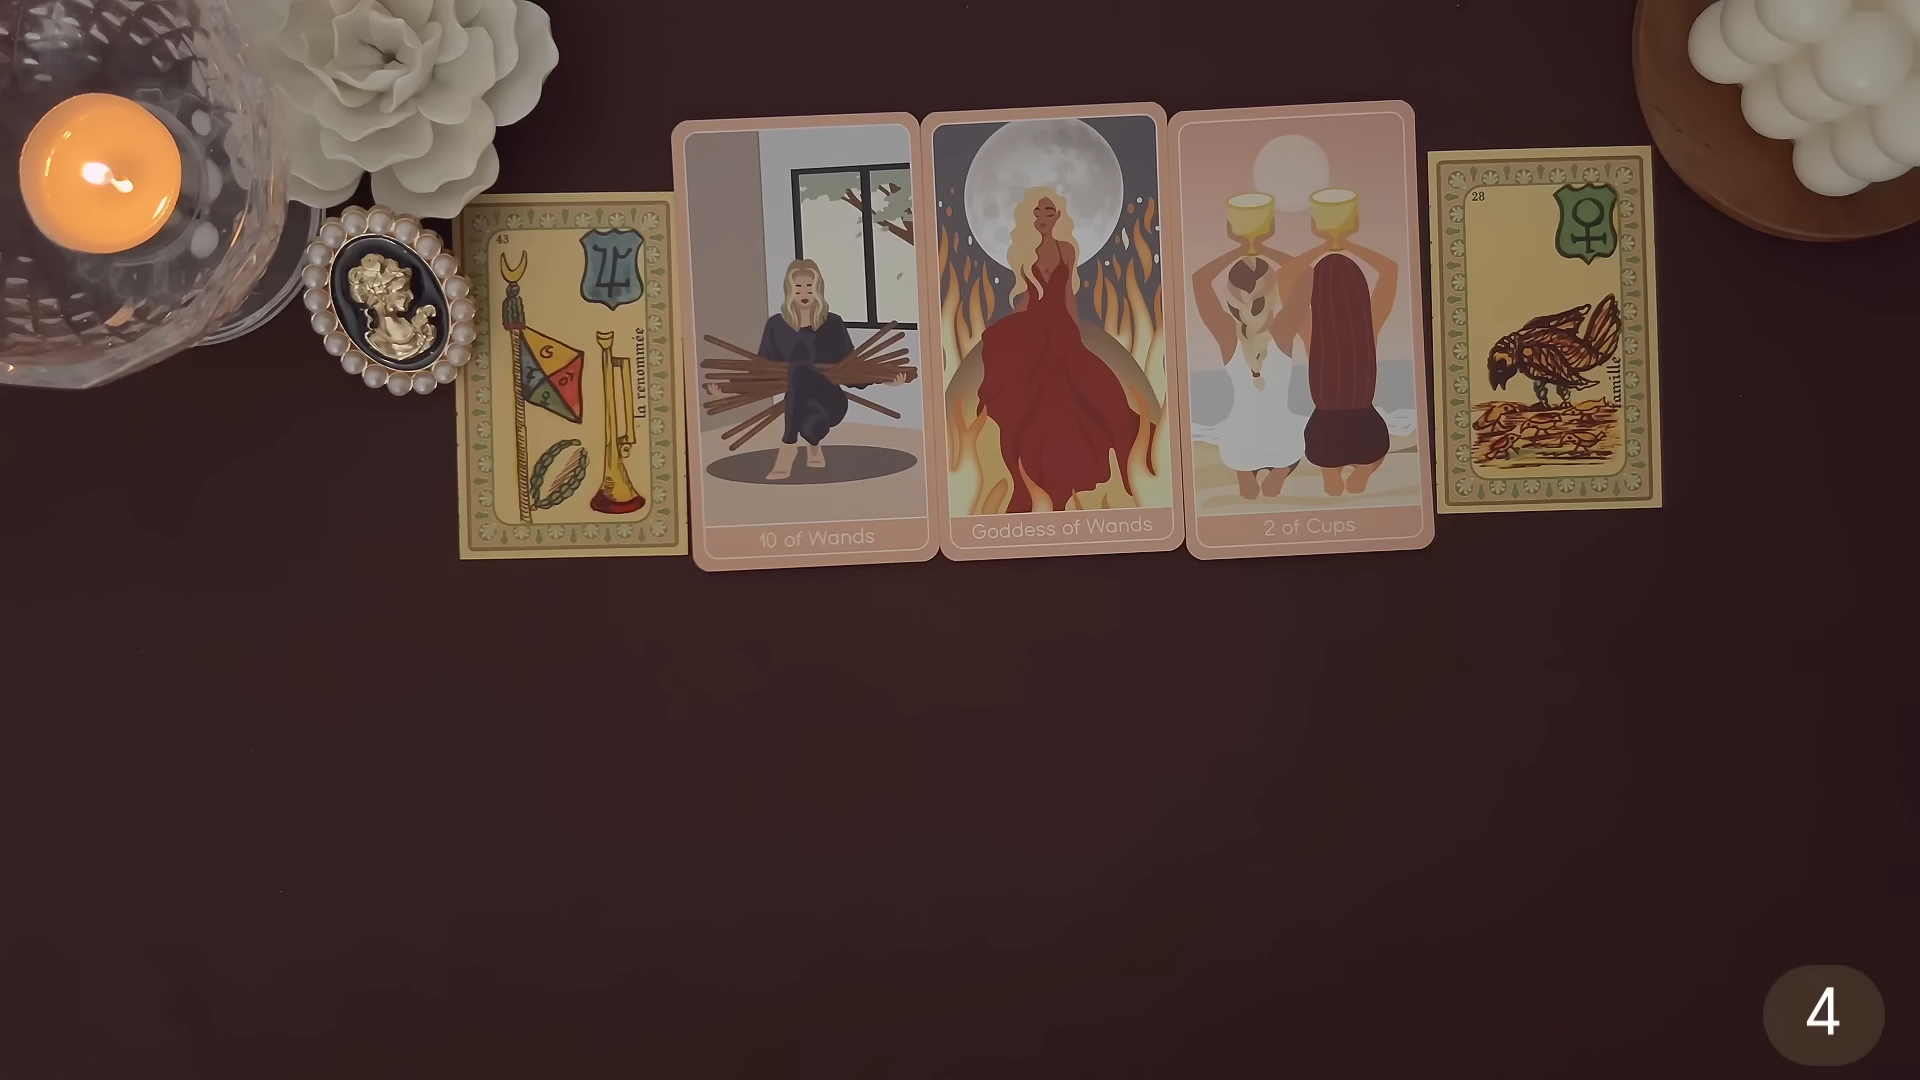 43
la renommée
10 of Wands
Goddess of Wands
2 of Cups
28
famille
4